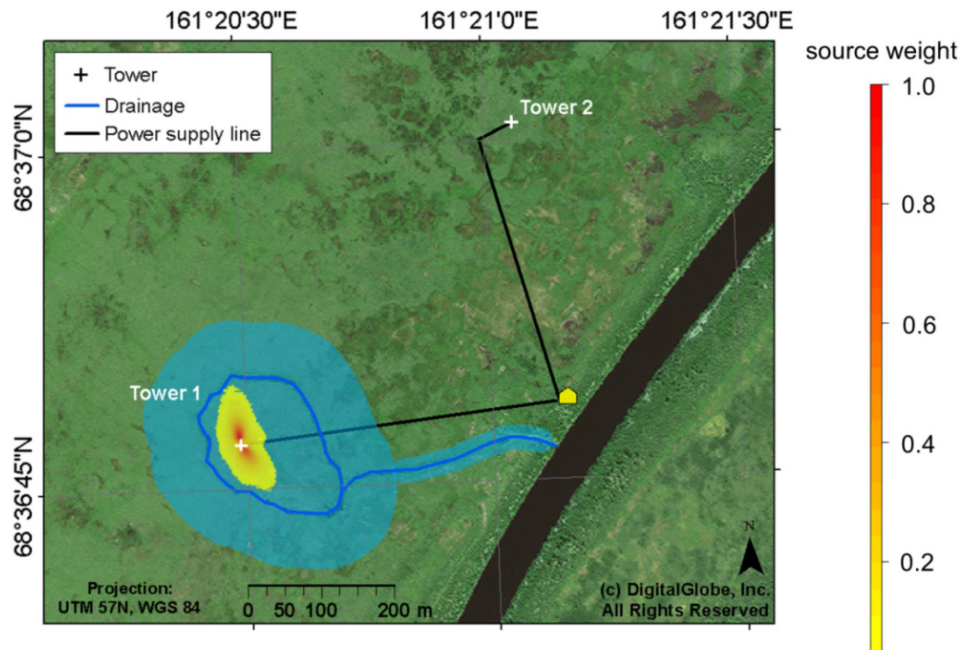 161°20'30"E 161°21'0"E 161°21'30"E
source weight
Tower
Drainage
Power supply line
Tower 2
1.0
68°37'0"N
0.8
0.6
Tower 1
0.4
68°36'45"N
N
0.2
Projection:
UTM 57N, WGS 84
0 50 100 200 m
(c) DigitalGlobe, Inc.
All Rights Reserved